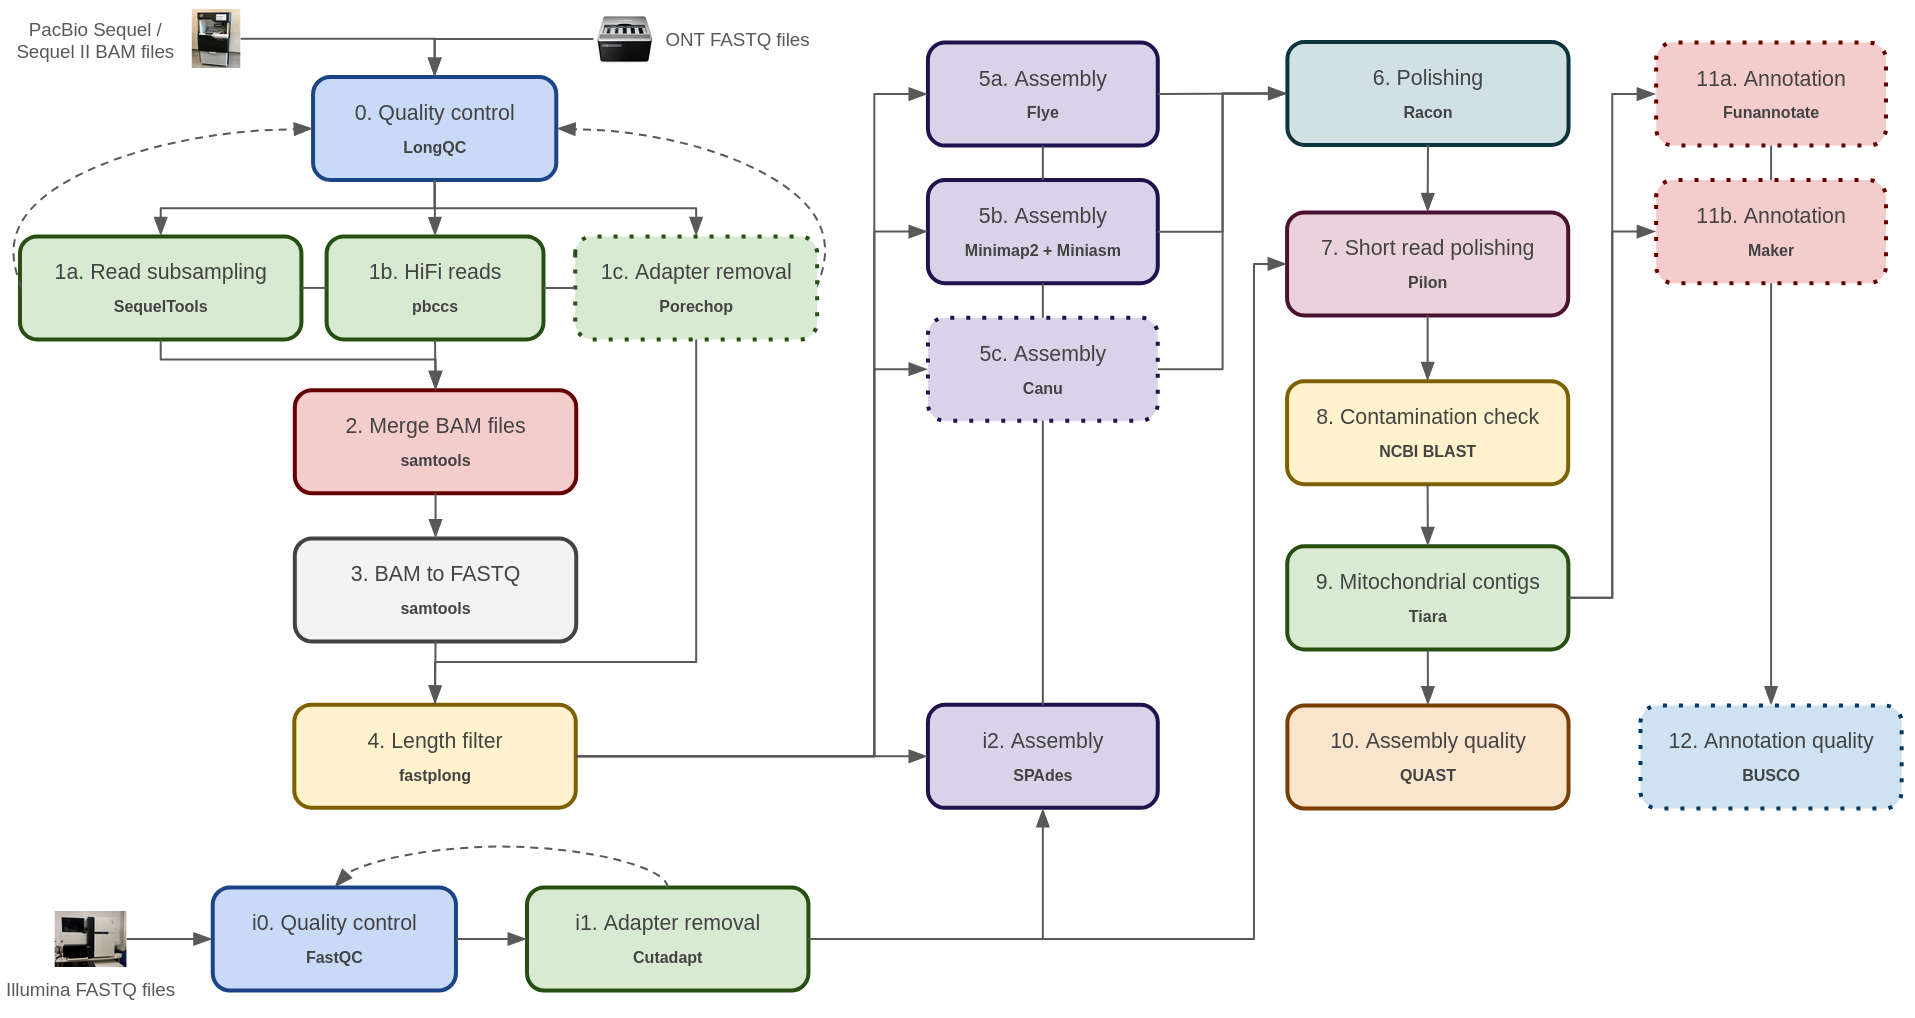 PacBio Sequel /
Sequel II BAM files
ONT FASTQ files
0. Quality control
LongQC
1a. Read subsampling
SequelTools
1b. HiFi reads
pbccs
1c. Adapter removal
Porechop
2. Merge BAM files
samtools
3. BAM to FASTQ
samtools
4. Length filter
fastplong
Illumina FASTQ files
i0. Quality control
FastQC
i1. Adapter removal
Cutadapt
5a. Assembly
Flye
5b. Assembly
Minimap2 + Miniasm
5c. Assembly
Canu
i2. Assembly
SPAdes
6. Polishing
Racon
7. Short read polishing
Pilon
8. Contamination check
NCBI BLAST
9. Mitochondrial contigs
Tiara
10. Assembly quality
QUAST
11a. Annotation
Funannotate
11b. Annotation
Maker
12. Annotation quality
BUSCO